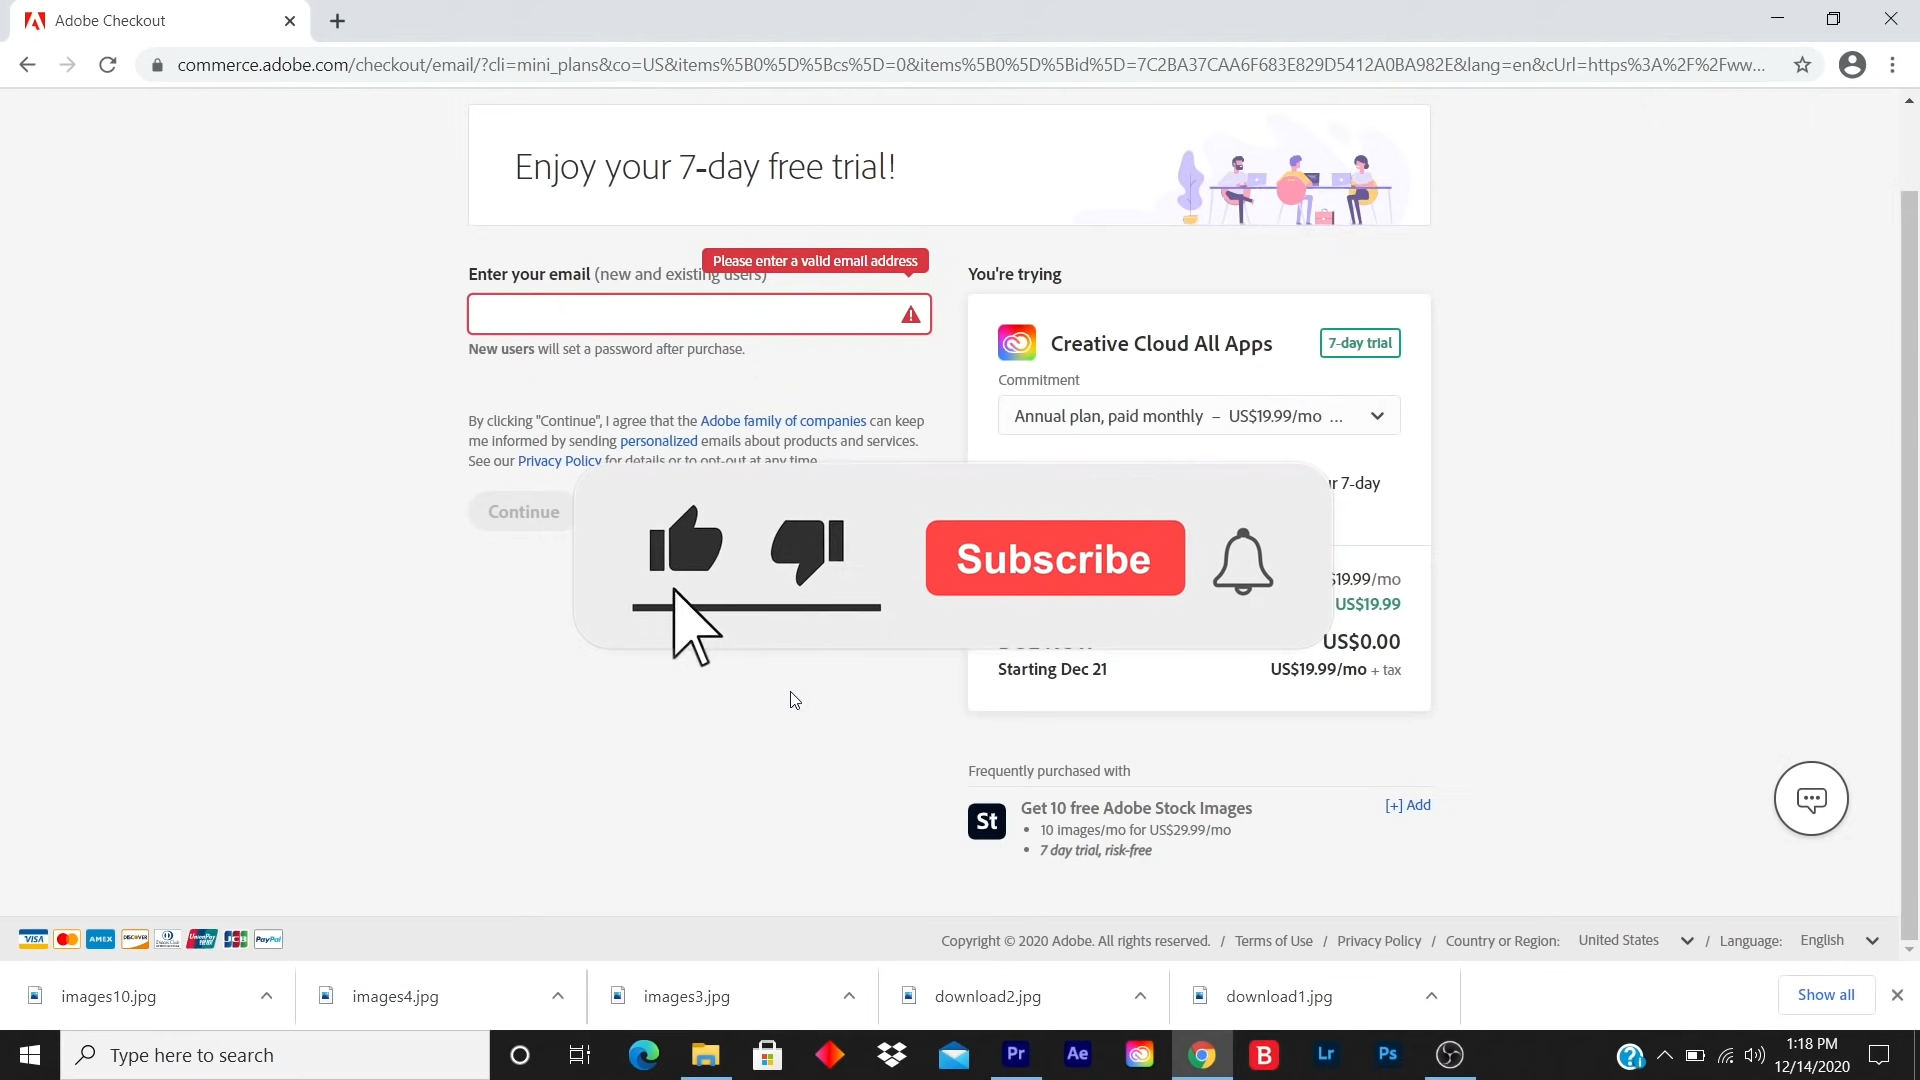 Adobe Checkout
commerce.adobe.com/checkout/email/?cli=mini_plans&co=US&items%5B0%5D%5Bcs%5D=0&items%5B0%5D%5Bid%5D=7C2BA37CAA6F683E829D5412A0BA982E&lang=en&cUrl=https%3A%2F%2Fww...
Enjoy your 7-day free trial!
Please enter a valid email address
Enter your email (new and existing users)
You're trying
Creative Cloud All Apps
7-day trial
New users will set a password after purchase.
Commitment
Annual plan, paid monthly – US$19.99/mo ...
By clicking "Continue", I agree that the Adobe family of companies can keep
me informed by sending personalized emails about products and services.
See our Privacy Policy for details or to opt-out at any time.
7-day
Continue
Subscribe
$19.99/mo
US$19.99
US$0.00
Starting Dec 21
US$19.99/mo + tax
Frequently purchased with
St
Get 10 free Adobe Stock Images
[+] Add
• 10 images/mo for US$29.99/mo
• 7 day trial, risk-free
VISA AMEX DISCOVER UnionPay JCB PayPal
Copyright © 2020 Adobe. All rights reserved. / Terms of Use / Privacy Policy / Country or Region: United States / Language: English
images10.jpg
images4.jpg
images3.jpg
download2.jpg
download1.jpg
Show all
Type here to search
Pr
Ae
B
Lr
Ps
1:18 PM
12/14/2020